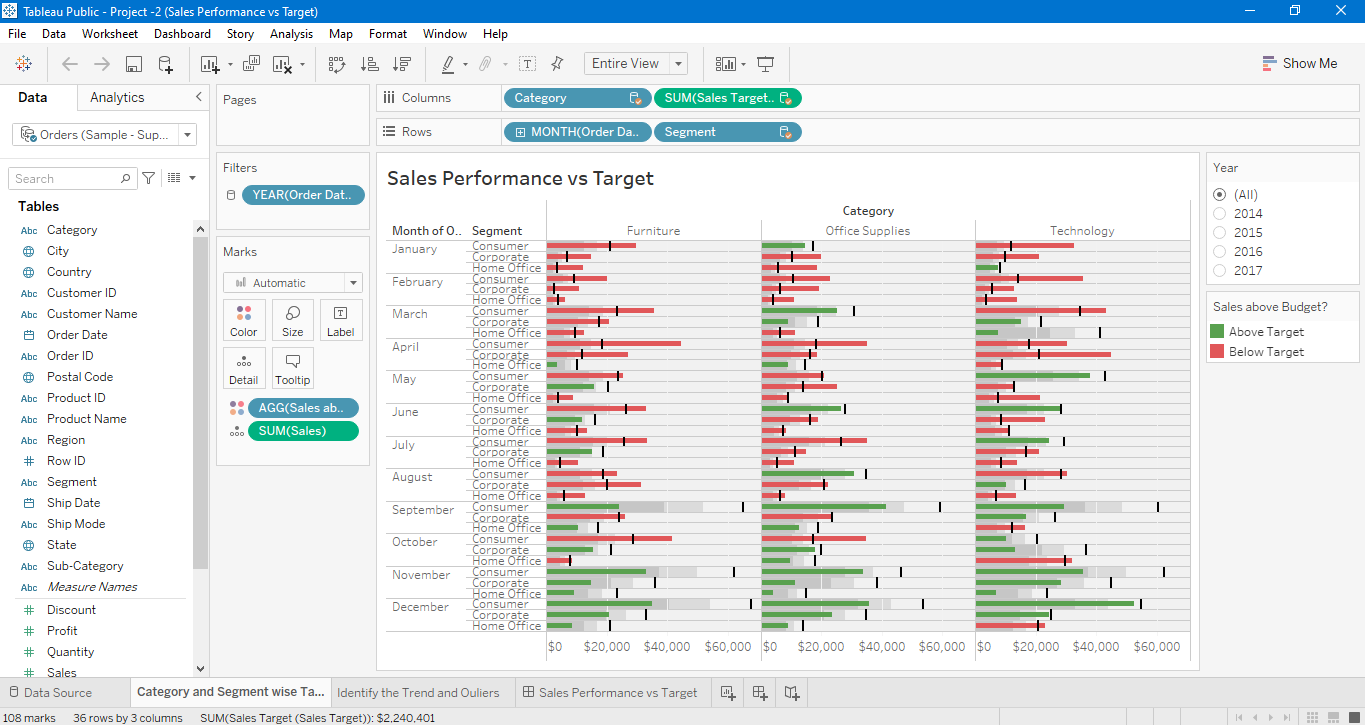 Tableau Public - Project -2 (Sales Performance vs Target)
File Data Worksheet Dashboard Story Analysis Map Format Window Help
Entire View
Show Me
Data Analytics
Orders (Sample - Sup...
Search
Tables
Abc Category
City
Country
Abc Customer ID
Abc Customer Name
Order Date
Abc Order ID
Postal Code
Abc Product ID
Abc Product Name
Abc Region
# Row ID
Abc Segment
Ship Date
Abc Ship Mode
State
Abc Sub-Category
Abc Measure Names
# Discount
# Profit
# Quantity
# Sales
Pages
Filters
YEAR(Order Dat..
Marks
Automatic
Color Size Label
Detail Tooltip
AGG(Sales ab..
SUM(Sales)
Columns Category SUM(Sales Target..
Rows MONTH(Order Da.. Segment
Sales Performance vs Target
Category
Month of O.. Segment Furniture Office Supplies Technology
January Consumer
Corporate
Home Office
February Consumer
Corporate
Home Office
March Consumer
Corporate
Home Office
April Consumer
Corporate
Home Office
May Consumer
Corporate
Home Office
June Consumer
Corporate
Home Office
July Consumer
Corporate
Home Office
August Consumer
Corporate
Home Office
September Consumer
Corporate
Home Office
October Consumer
Corporate
Home Office
November Consumer
Corporate
Home Office
December Consumer
Corporate
Home Office
$0 $20,000 $40,000 $60,000 $0 $20,000 $40,000 $60,000 $0 $20,000 $40,000 $60,000
Year
(All)
2014
2015
2016
2017
Sales above Budget?
Above Target
Below Target
Data Source Category and Segment wise Ta... Identify the Trend and Ouliers Sales Performance vs Target
108 marks 36 rows by 3 columns SUM(Sales Target (Sales Target)): $2,240,401